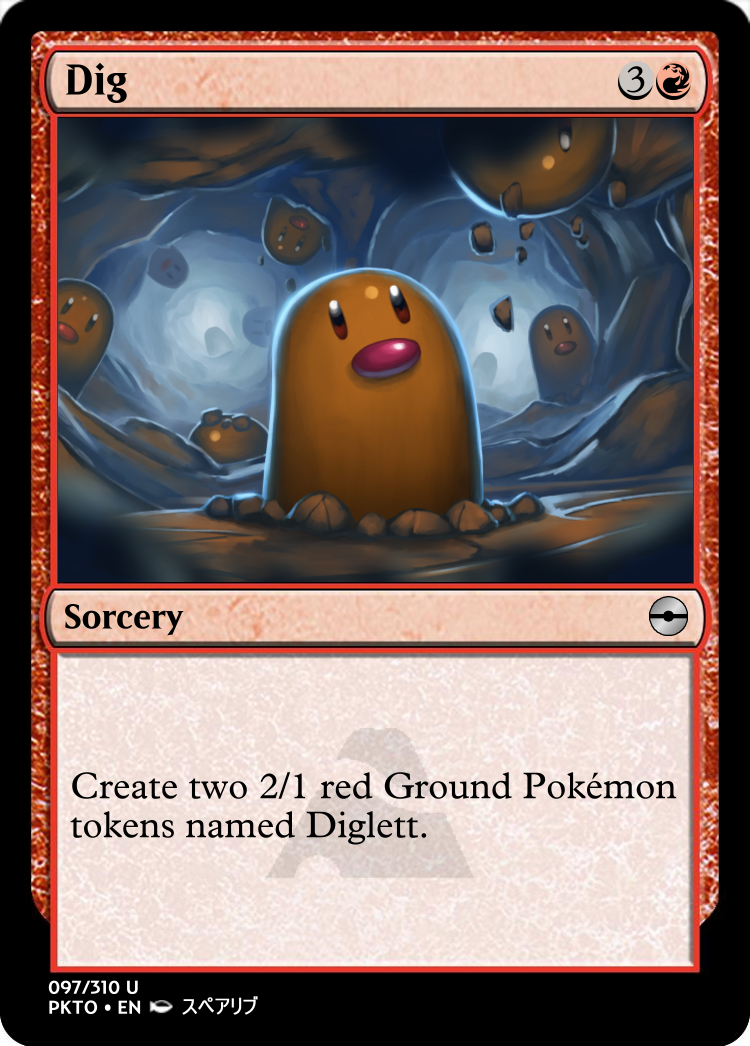 Dig 3
Sorcery
Create two 2/1 red Ground Pokémon
tokens named Diglett.
097/310 U
PKTO • EN スペアリブ